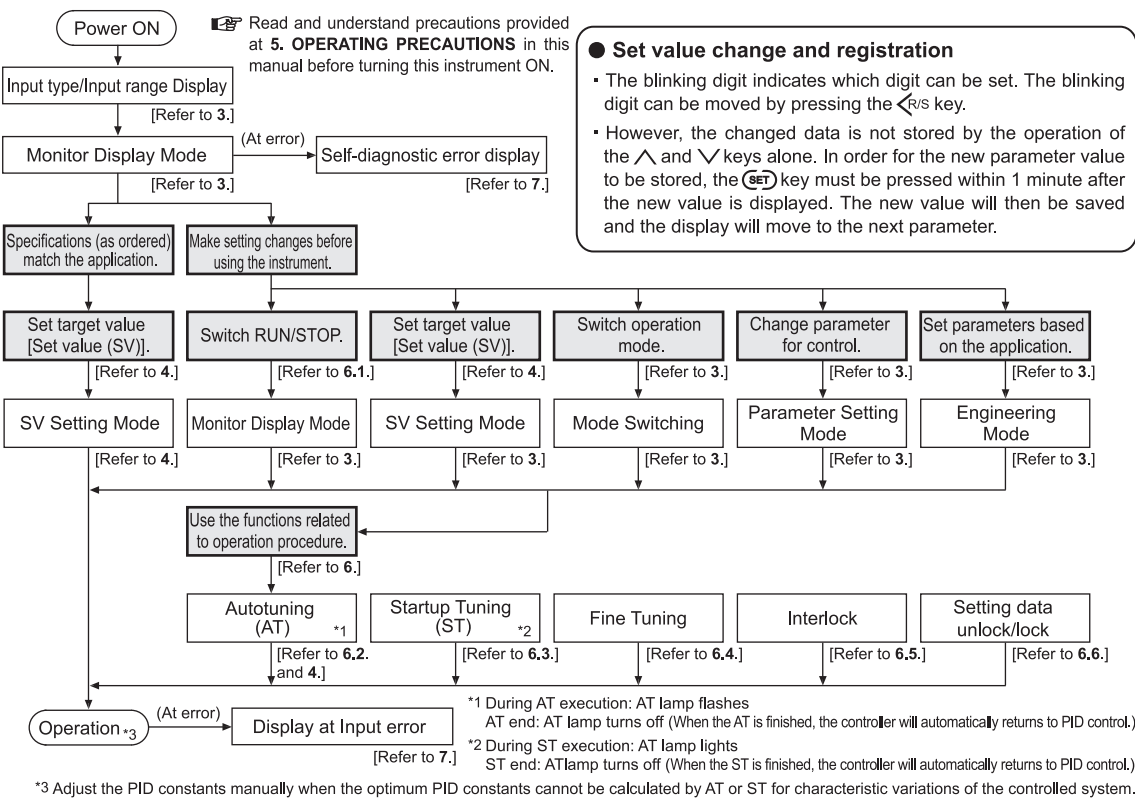 Power ON
Read and understand precautions provided
at 5. OPERATING PRECAUTIONS in this
manual before turning this instrument ON.
● Set value change and registration
· The blinking digit indicates which digit can be set. The blinking
digit can be moved by pressing the <R/S key.
· However, the changed data is not stored by the operation of
the ∧ and ∨ keys alone. In order for the new parameter value
to be stored, the SET key must be pressed within 1 minute after
the new value is displayed. The new value will then be saved
and the display will move to the next parameter.
Input type/Input range Display
[Refer to 3.]
Monitor Display Mode
[Refer to 3.]
(At error)
Self-diagnostic error display
[Refer to 7.]
Specifications (as ordered)
match the application.
Make setting changes before
using the instrument.
Set target value
[Set value (SV)].
[Refer to 4.]
Switch RUN/STOP.
[Refer to 6.1.]
Set target value
[Set value (SV)].
[Refer to 4.]
Switch operation
mode.
[Refer to 3.]
Change parameter
for control.
[Refer to 3.]
Set parameters based
on the application.
[Refer to 3.]
SV Setting Mode
[Refer to 4.]
Monitor Display Mode
[Refer to 3.]
SV Setting Mode
[Refer to 3.]
Mode Switching
[Refer to 3.]
Parameter Setting
Mode
[Refer to 3.]
Engineering
Mode
[Refer to 3.]
Use the functions related
to operation procedure.
[Refer to 6.]
Autotuning
(AT) *1
[Refer to 6.2.
and 4.]
Startup Tuning
(ST) *2
[Refer to 6.3.]
Fine Tuning
[Refer to 6.4.]
Interlock
[Refer to 6.5.]
Setting data
unlock/lock
[Refer to 6.6.]
Operation *3
(At error)
Display at Input error
[Refer to 7.]
*1 During AT execution: AT lamp flashes
AT end: AT lamp turns off (When the AT is finished, the controller will automatically returns to PID control.)
*2 During ST execution: AT lamp lights
ST end: ATlamp turns off (When the ST is finished, the controller will automatically returns to PID control.)
*3 Adjust the PID constants manually when the optimum PID constants cannot be calculated by AT or ST for characteristic variations of the controlled system.